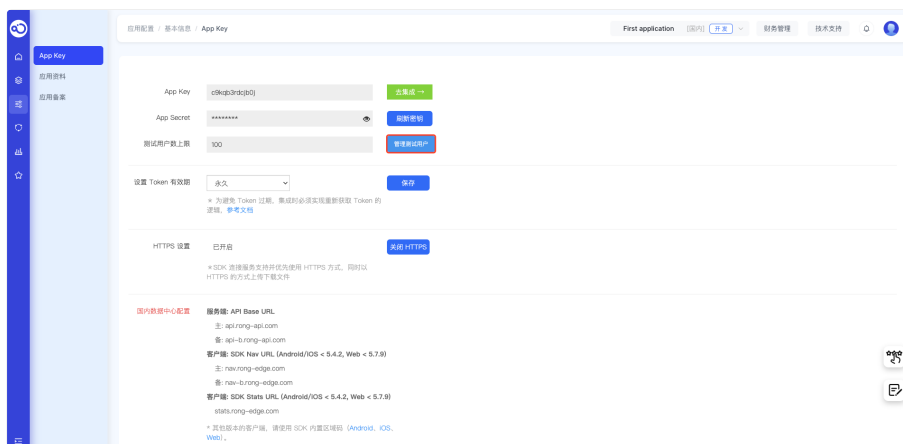 应用配置 / 基本信息 / App Key
First application [国内] 开发 财务管理 技术支持
App Key
应用资料
应用备案
App Key c9kqb3rdcjb0j 去集成 →
App Secret ******** 刷新密钥
测试用户数上限 100 管理测试用户
设置 Token 有效期 永久 保存
* 为避免 Token 过期，集成时必须实现重新获取 Token 的
逻辑，参考文档
HTTPS 设置 已开启 关闭 HTTPS
*SDK 连接服务支持并优先使用 HTTPS 方式，同时以
HTTPS 的方式上传下载文件
国内数据中心配置 服务端: API Base URL
主: api.rong-api.com
备: api-b.rong-api.com
客户端: SDK Nav URL (Android/iOS < 5.4.2, Web < 5.7.9)
主: nav.rong-edge.com
备: nav-b.rong-edge.com
客户端: SDK Stats URL (Android/iOS < 5.4.2, Web < 5.7.9)
stats.rong-edge.com
* 其他版本的客户端，请使用 SDK 内置区域码（Android、iOS、
Web）。